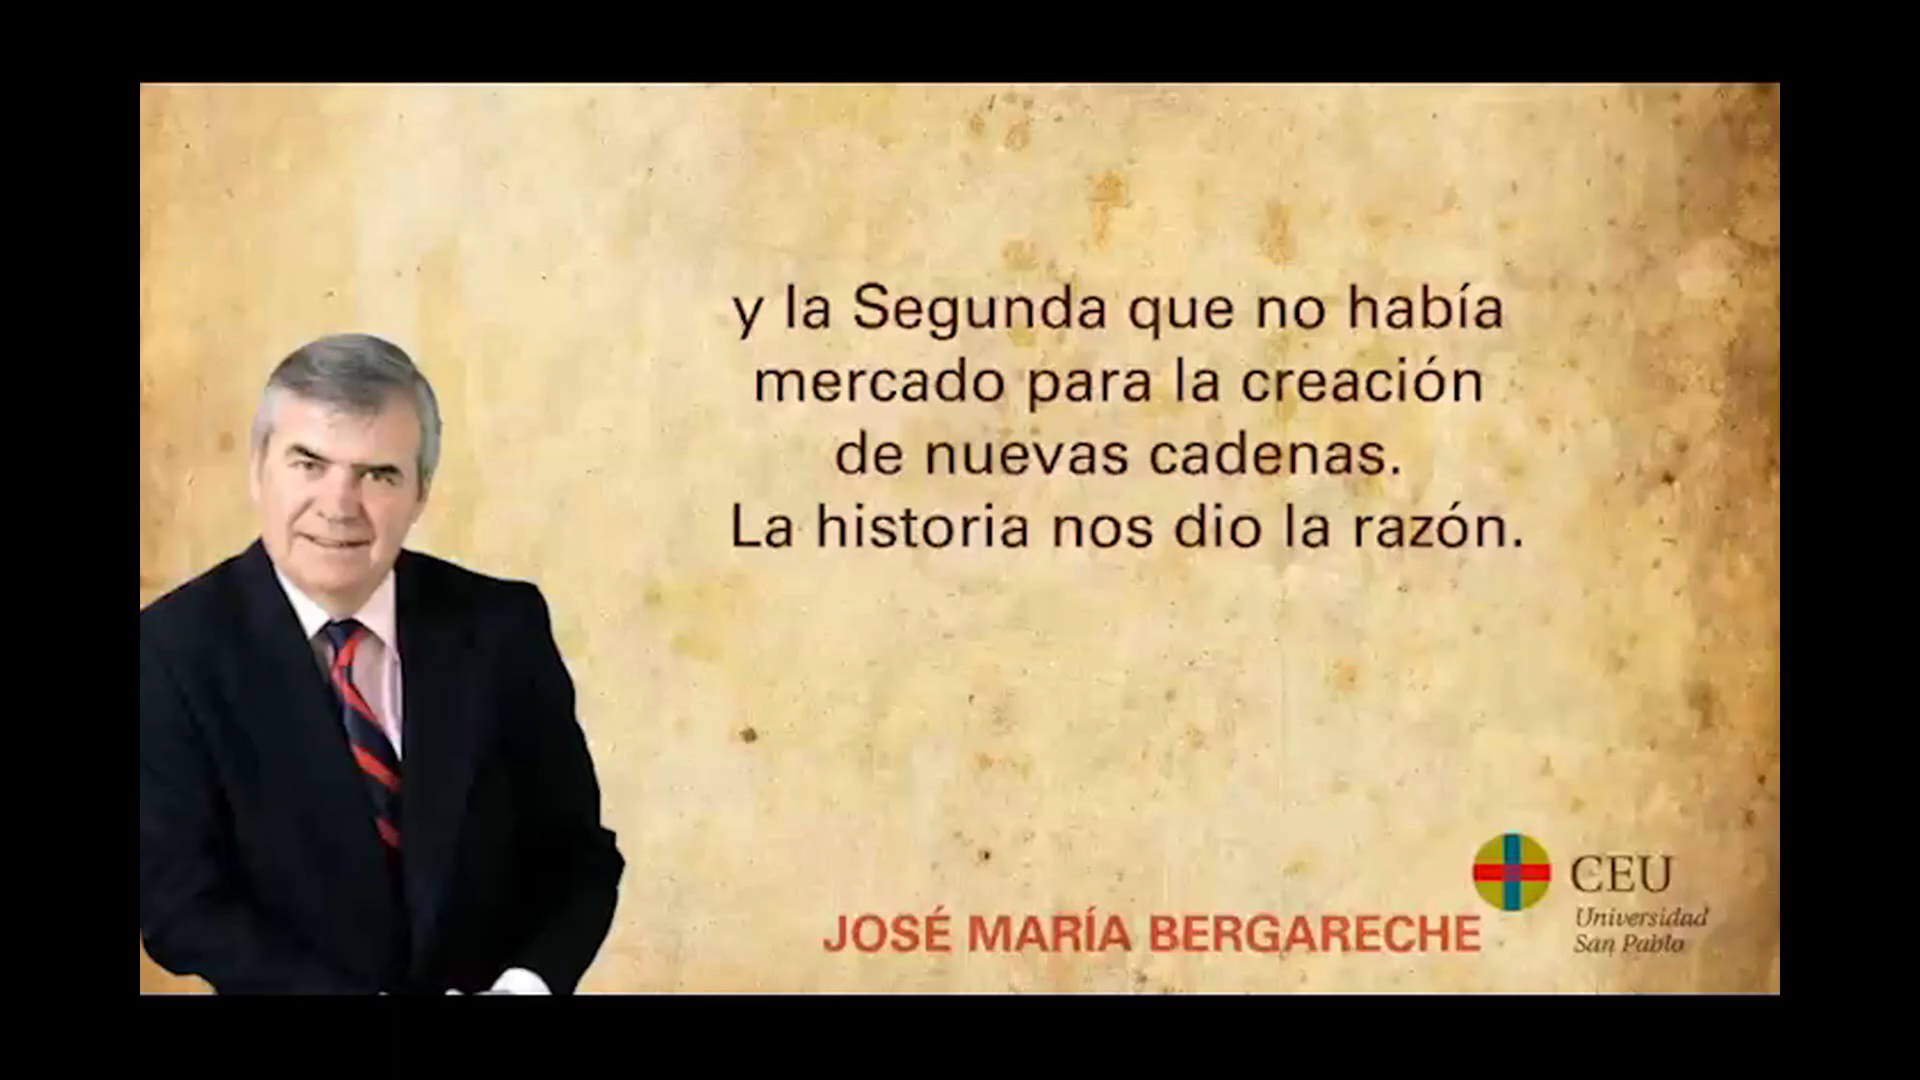 y la Segunda que no había
mercado para la creación
de nuevas cadenas.
La historia nos dio la razón.
JOSÉ MARÍA BERGARECHE
CEU
Universidad
San Pablo